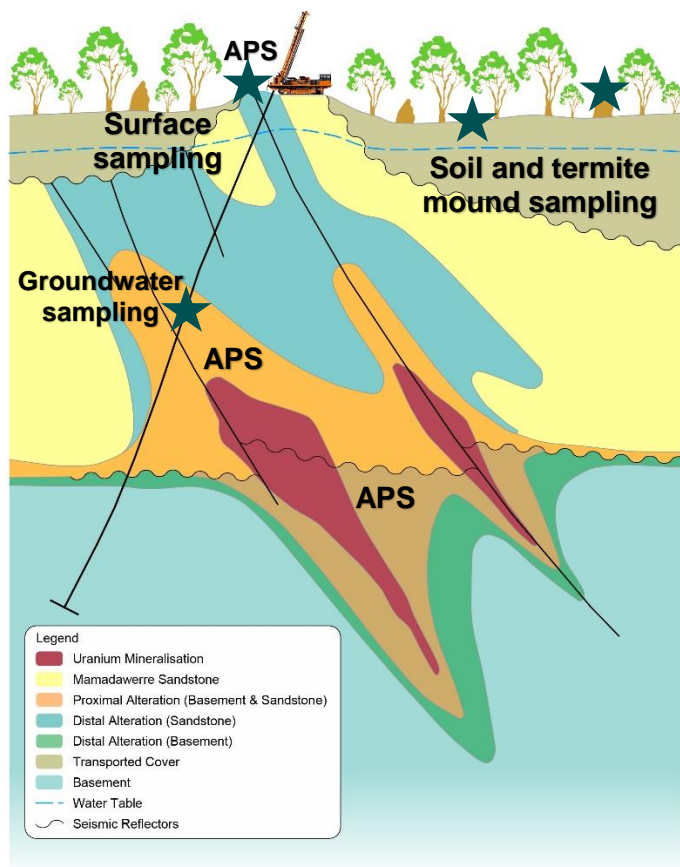 APS
Surface
sampling
Soil and termite
mound sampling
Groundwater
sampling
APS
APS
Legend
Uranium Mineralisation
Mamadawerre Sandstone
Proximal Alteration (Basement & Sandstone)
Distal Alteration (Sandstone)
Distal Alteration (Basement)
Transported Cover
Basement
Water Table
Seismic Reflectors